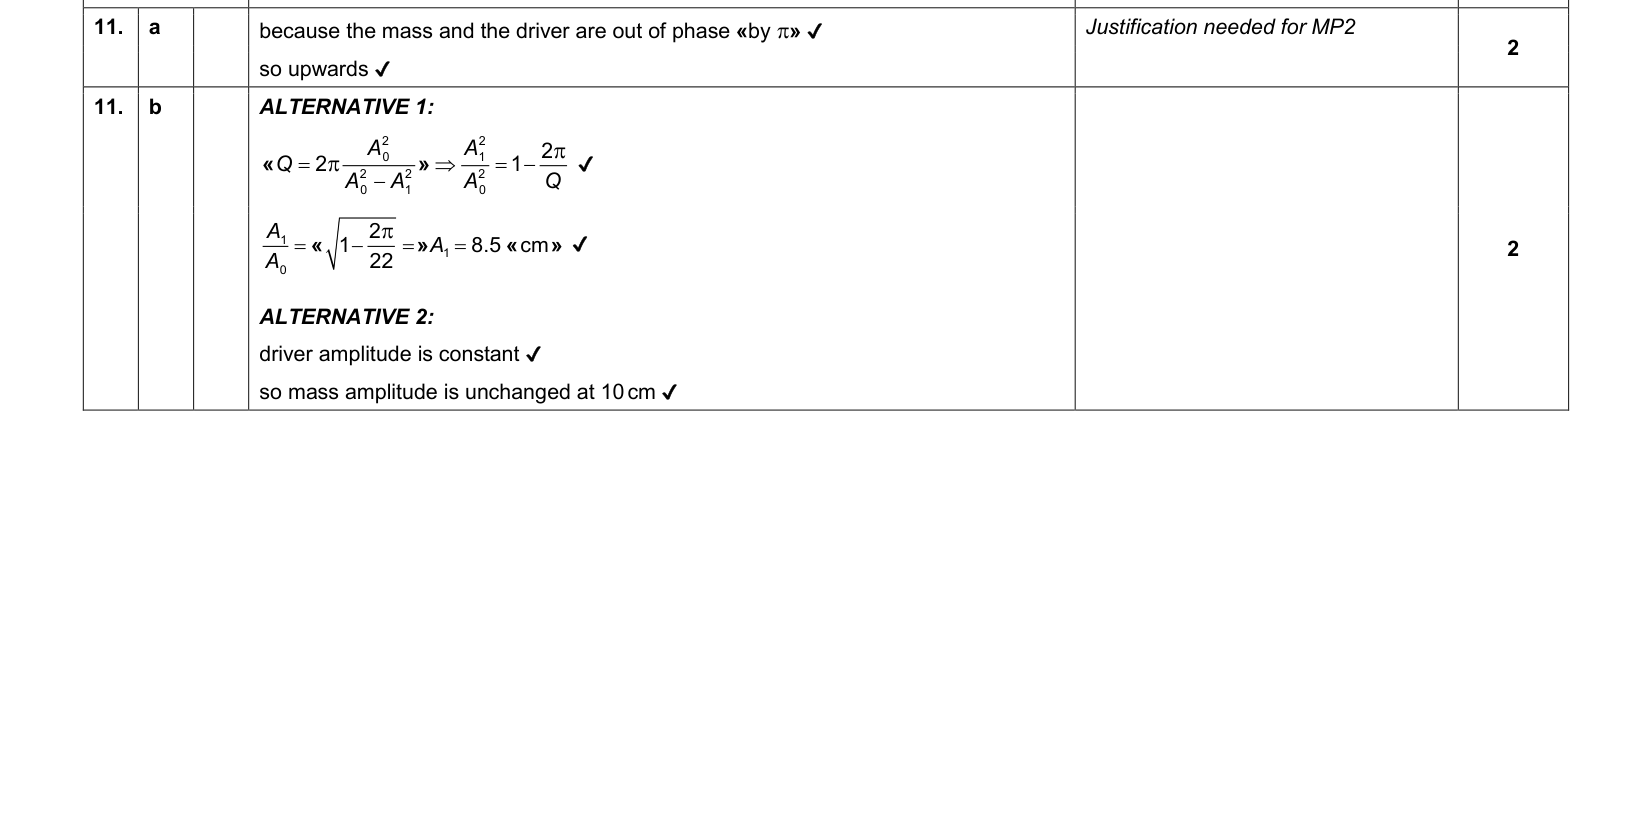 11. a because the mass and the driver are out of phase «by π» ✓ Justification needed for MP2
2
so upwards ✓
11. b ALTERNATIVE 1:
«Q = 2π A₀² / (A₀² − A₁²)» ⇒ A₁² / A₀² = 1 − 2π / Q ✓
A₁ / A₀ = «√(1 − 2π / 22) =» A₁ = 8.5 «cm» ✓ 2
ALTERNATIVE 2:
driver amplitude is constant ✓
so mass amplitude is unchanged at 10 cm ✓